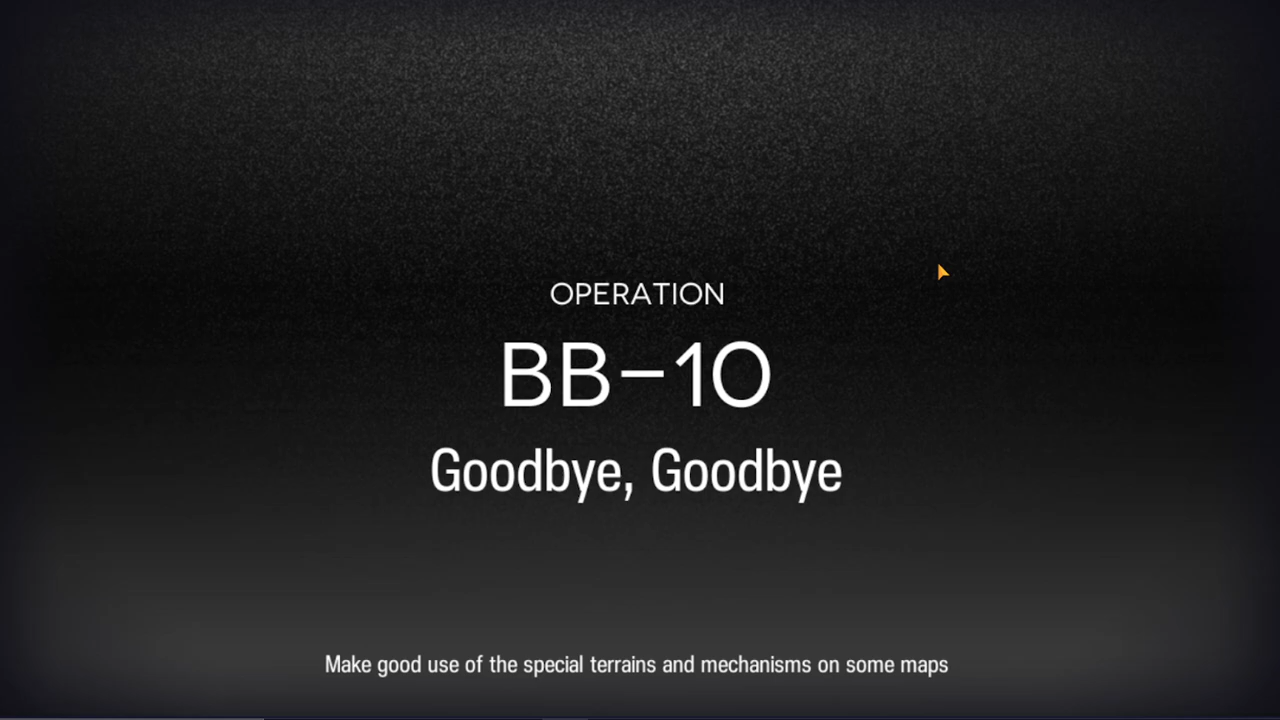 OPERATION
BB-10
Goodbye, Goodbye
Make good use of the special terrains and mechanisms on some maps